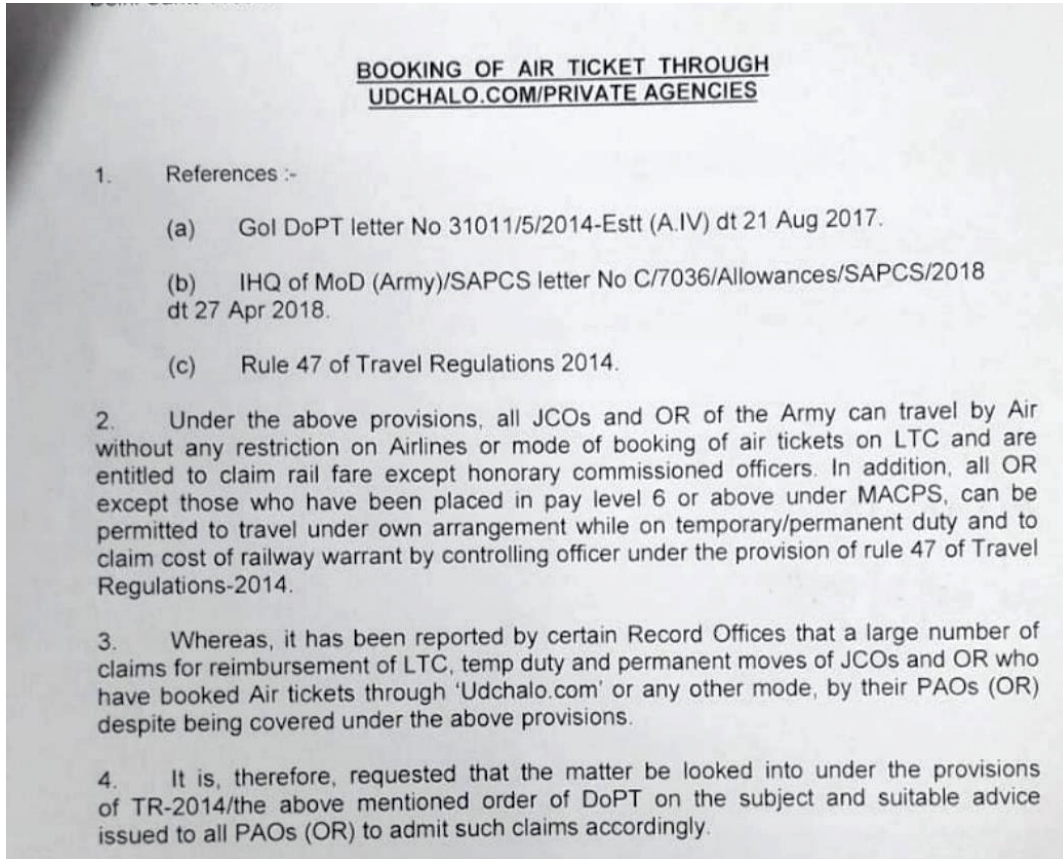 BOOKING OF AIR TICKET THROUGH
UDCHALO.COM/PRIVATE AGENCIES
1. References :-
(a) GoI DoPT letter No 31011/5/2014-Estt (A.IV) dt 21 Aug 2017.
(b) IHQ of MoD (Army)/SAPCS letter No C/7036/Allowances/SAPCS/2018
dt 27 Apr 2018.
(c) Rule 47 of Travel Regulations 2014.
2. Under the above provisions, all JCOs and OR of the Army can travel by Air
without any restriction on Airlines or mode of booking of air tickets on LTC and are
entitled to claim rail fare except honorary commissioned officers. In addition, all OR
except those who have been placed in pay level 6 or above under MACPS, can be
permitted to travel under own arrangement while on temporary/permanent duty and to
claim cost of railway warrant by controlling officer under the provision of rule 47 of Travel
Regulations-2014.
3. Whereas, it has been reported by certain Record Offices that a large number of
claims for reimbursement of LTC, temp duty and permanent moves of JCOs and OR who
have booked Air tickets through 'Udchalo.com' or any other mode, by their PAOs (OR)
despite being covered under the above provisions.
4. It is, therefore, requested that the matter be looked into under the provisions
of TR-2014/the above mentioned order of DoPT on the subject and suitable advice
issued to all PAOs (OR) to admit such claims accordingly.